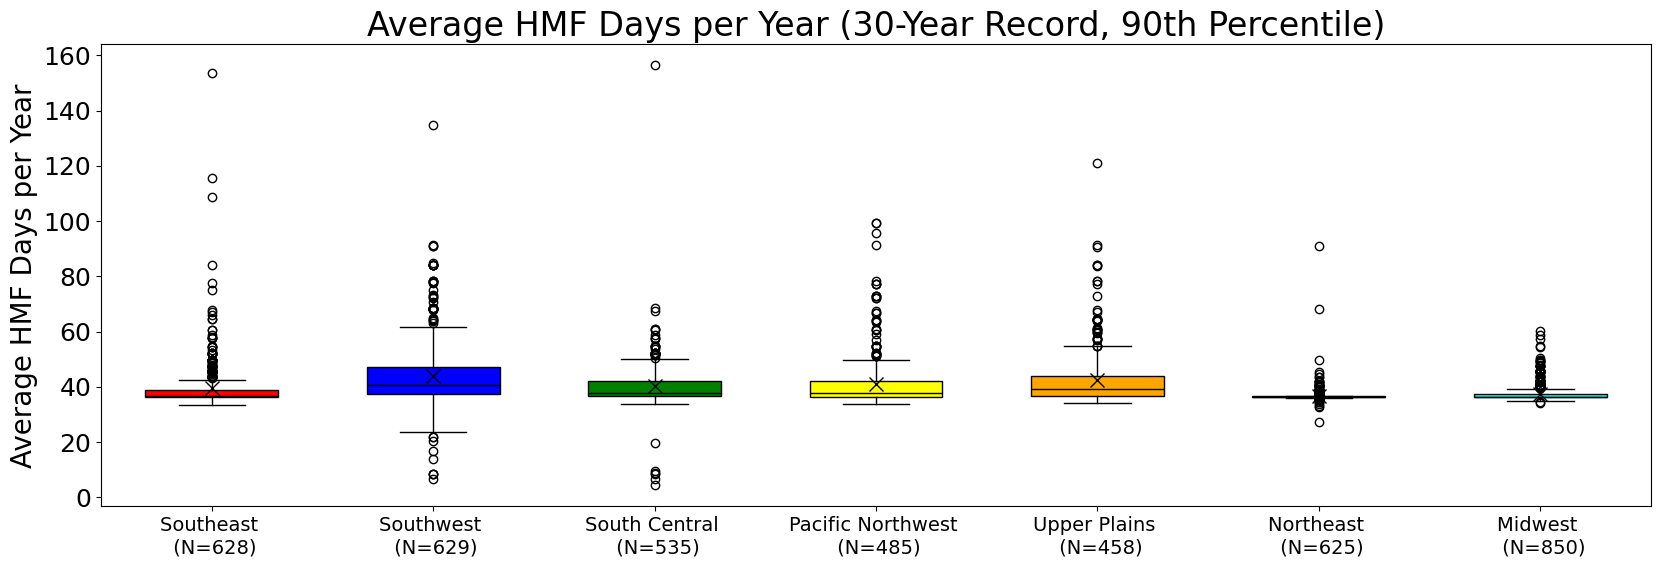 Average HMF Days per Year (30-Year Record, 90th Percentile)
Average HMF Days per Year
160
140
120
100
80
60
40
20
0
Southeast
(N=628)
Southwest
(N=629)
South Central
(N=535)
Pacific Northwest
(N=485)
Upper Plains
(N=458)
Northeast
(N=625)
Midwest
(N=850)